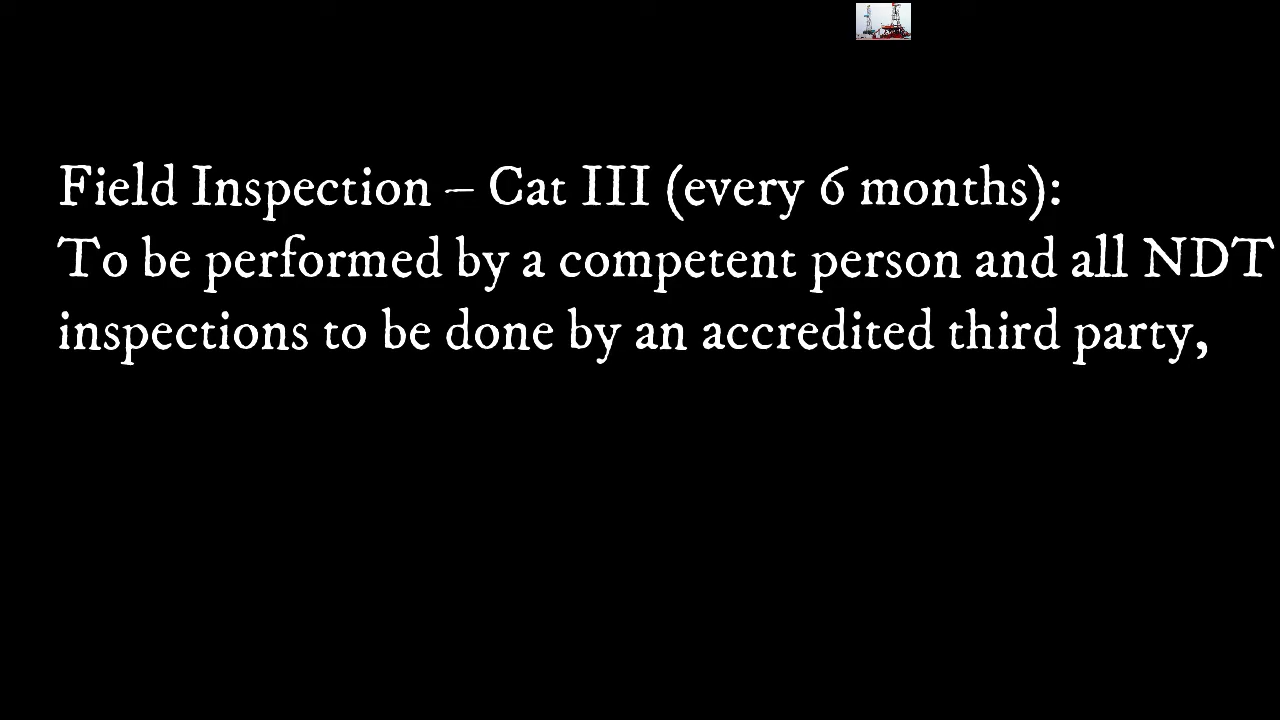 Field Inspection – Cat III (every 6 months):
To be performed by a competent person and all NDT
inspections to be done by an accredited third party,